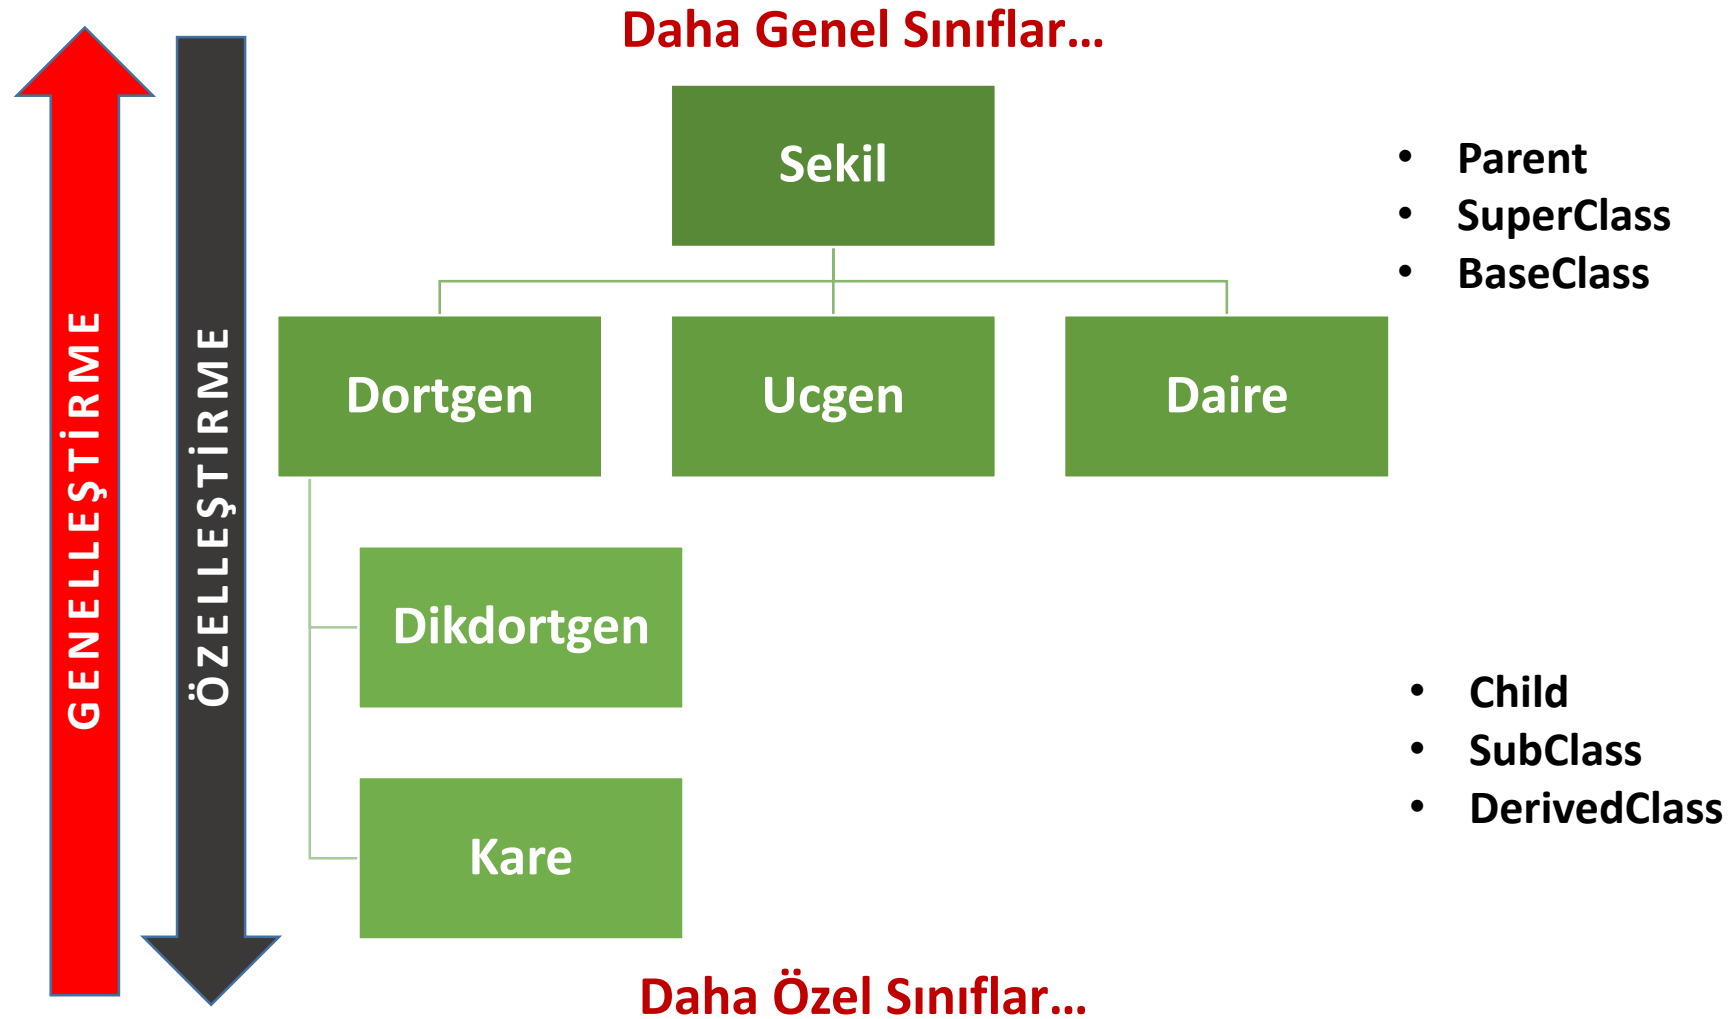 Daha Genel Sınıflar...
GENELLEŞTİRME
ÖZELLEŞTİRME
Sekil
• Parent
• SuperClass
• BaseClass
Dortgen
Ucgen
Daire
Dikdortgen
Kare
• Child
• SubClass
• DerivedClass
Daha Özel Sınıflar...